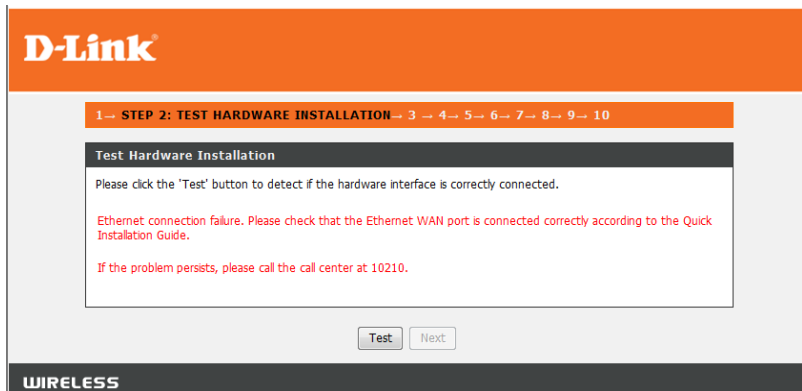 D-Link
1→ STEP 2: TEST HARDWARE INSTALLATION→ 3 → 4→ 5→ 6→ 7→ 8→ 9→ 10
Test Hardware Installation
Please click the 'Test' button to detect if the hardware interface is correctly connected.
Ethernet connection failure. Please check that the Ethernet WAN port is connected correctly according to the Quick
Installation Guide.
If the problem persists, please call the call center at 10210.
Test Next
WIRELESS